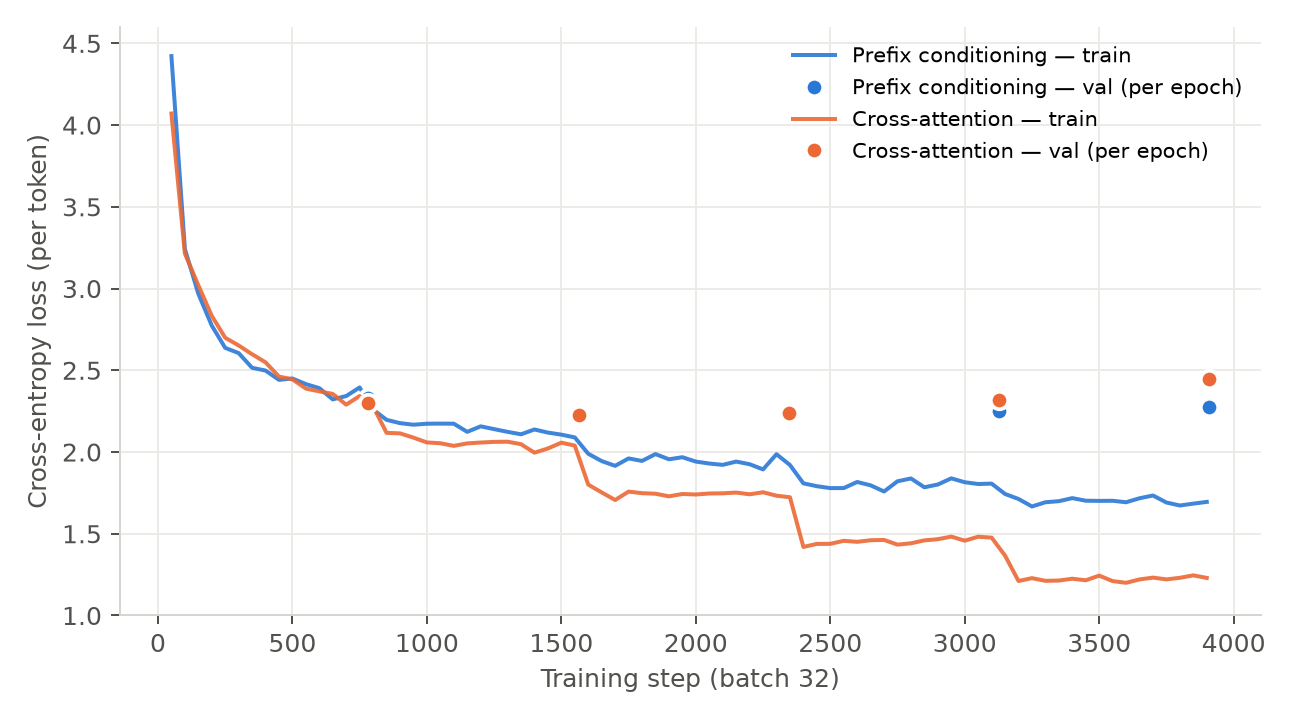 4.5
4.0
3.5
3.0
2.5
2.0
1.5
1.0
Cross-entropy loss (per token)
Prefix conditioning — train
Prefix conditioning — val (per epoch)
Cross-attention — train
Cross-attention — val (per epoch)
0 500 1000 1500 2000 2500 3000 3500 4000
Training step (batch 32)